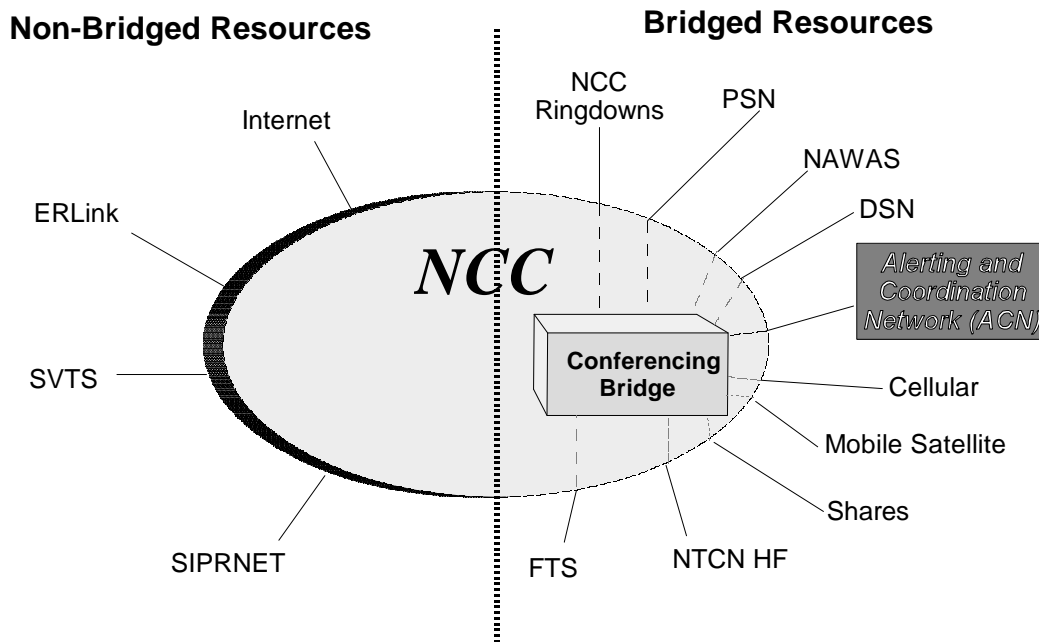 Non-Bridged Resources
Bridged Resources
NCC
Ringdowns
PSN
Internet
NAWAS
ERLink
DSN
NCC
Alerting and
Coordination
Network (ACN)
Conferencing
Bridge
SVTS
Cellular
Mobile Satellite
Shares
SIPRNET
FTS
NTCN HF